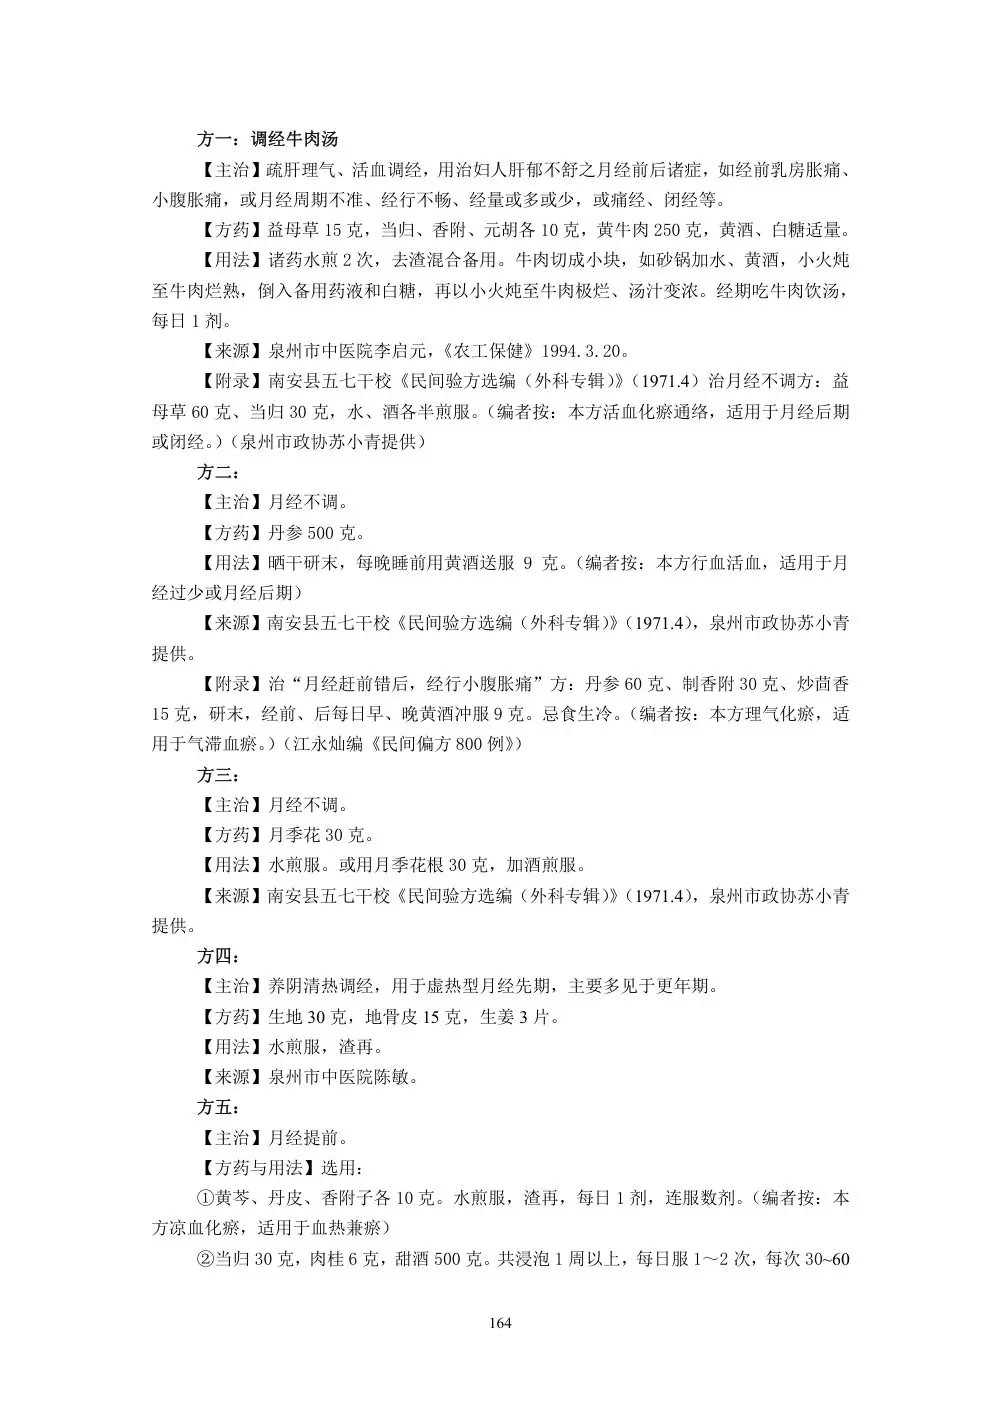 方一：调经牛肉汤
【主治】疏肝理气、活血调经，用治妇人肝郁不舒之月经前后诸症，如经前乳房胀痛、
小腹胀痛，或月经周期不准、经行不畅、经量或多或少，或痛经、闭经等。
【方药】益母草 15 克，当归、香附、元胡各 10 克，黄牛肉 250 克，黄酒、白糖适量。
【用法】诸药水煎 2 次，去渣混合备用。牛肉切成小块，如砂锅加水、黄酒，小火炖
至牛肉烂熟，倒入备用药液和白糖，再以小火炖至牛肉极烂、汤汁变浓。经期吃牛肉饮汤，
每日 1 剂。
【来源】泉州市中医院李启元，《农工保健》1994.3.20。
【附录】南安县五七干校《民间验方选编（外科专辑）》（1971.4）治月经不调方：益
母草 60 克、当归 30 克，水、酒各半煎服。（编者按：本方活血化瘀通络，适用于月经后期
或闭经。）（泉州市政协苏小青提供）
方二：
【主治】月经不调。
【方药】丹参 500 克。
【用法】晒干研末，每晚睡前用黄酒送服 9 克。（编者按：本方行血活血，适用于月
经过少或月经后期）
【来源】南安县五七干校《民间验方选编（外科专辑）》（1971.4），泉州市政协苏小青
提供。
【附录】治“月经赶前错后，经行小腹胀痛”方：丹参 60 克、制香附 30 克、炒茴香
15 克，研末，经前、后每日早、晚黄酒冲服 9 克。忌食生冷。（编者按：本方理气化瘀，适
用于气滞血瘀。）（江永灿编《民间偏方 800 例》）
方三：
【主治】月经不调。
【方药】月季花 30 克。
【用法】水煎服。或用月季花根 30 克，加酒煎服。
【来源】南安县五七干校《民间验方选编（外科专辑）》（1971.4），泉州市政协苏小青
提供。
方四：
【主治】养阴清热调经，用于虚热型月经先期，主要多见于更年期。
【方药】生地 30 克，地骨皮 15 克，生姜 3 片。
【用法】水煎服，渣再。
【来源】泉州市中医院陈敏。
方五：
【主治】月经提前。
【方药与用法】选用：
①黄芩、丹皮、香附子各 10 克。水煎服，渣再，每日 1 剂，连服数剂。（编者按：本
方凉血化瘀，适用于血热兼瘀）
②当归 30 克，肉桂 6 克，甜酒 500 克。共浸泡 1 周以上，每日服 1～2 次，每次 30~60
164